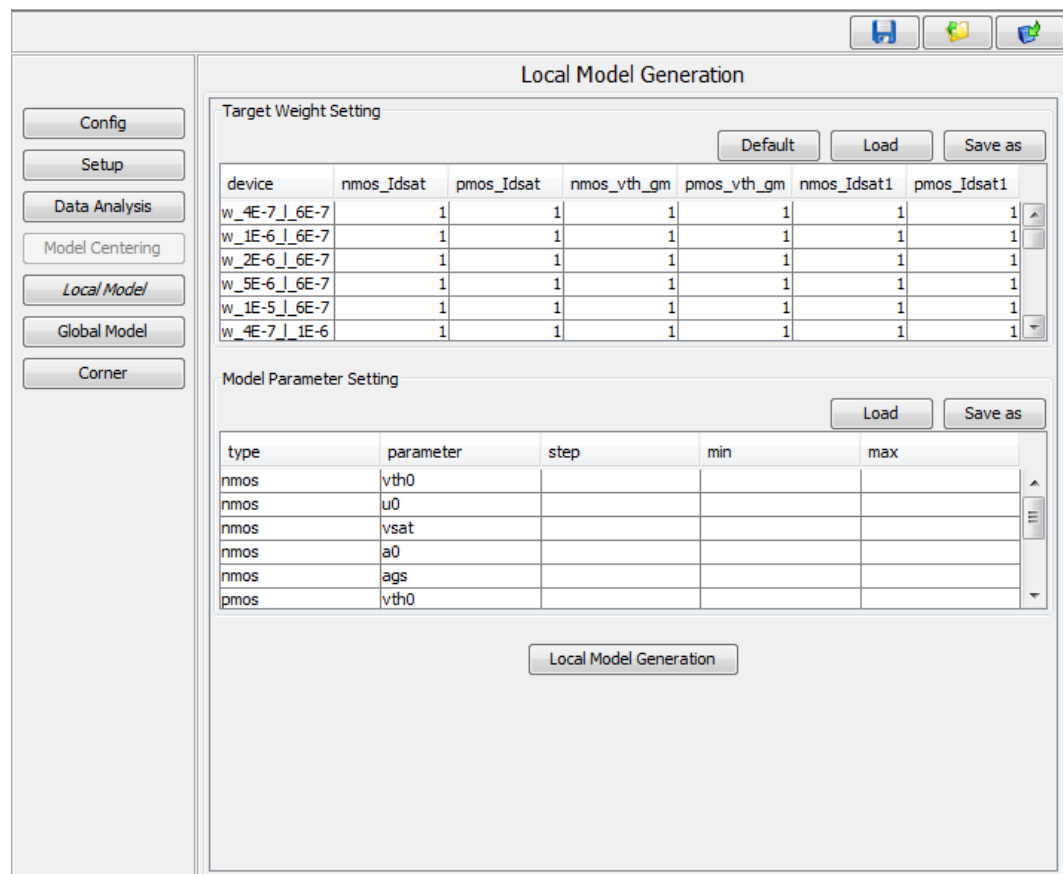 Local Model Generation
Config
Setup
Data Analysis
Model Centering
Local Model
Global Model
Corner
Target Weight Setting
Default Load Save as
device nmos_Idsat pmos_Idsat nmos_vth_gm pmos_vth_gm nmos_Idsat1 pmos_Idsat1
w_4E-7_l_6E-7 1 1 1 1 1 1
w_1E-6_l_6E-7 1 1 1 1 1 1
w_2E-6_l_6E-7 1 1 1 1 1 1
w_5E-6_l_6E-7 1 1 1 1 1 1
w_1E-5_l_6E-7 1 1 1 1 1 1
w_4E-7_l_1E-6 1 1 1 1 1 1
Model Parameter Setting
Load Save as
type parameter step min max
nmos vth0
nmos u0
nmos vsat
nmos a0
nmos ags
pmos vth0
Local Model Generation